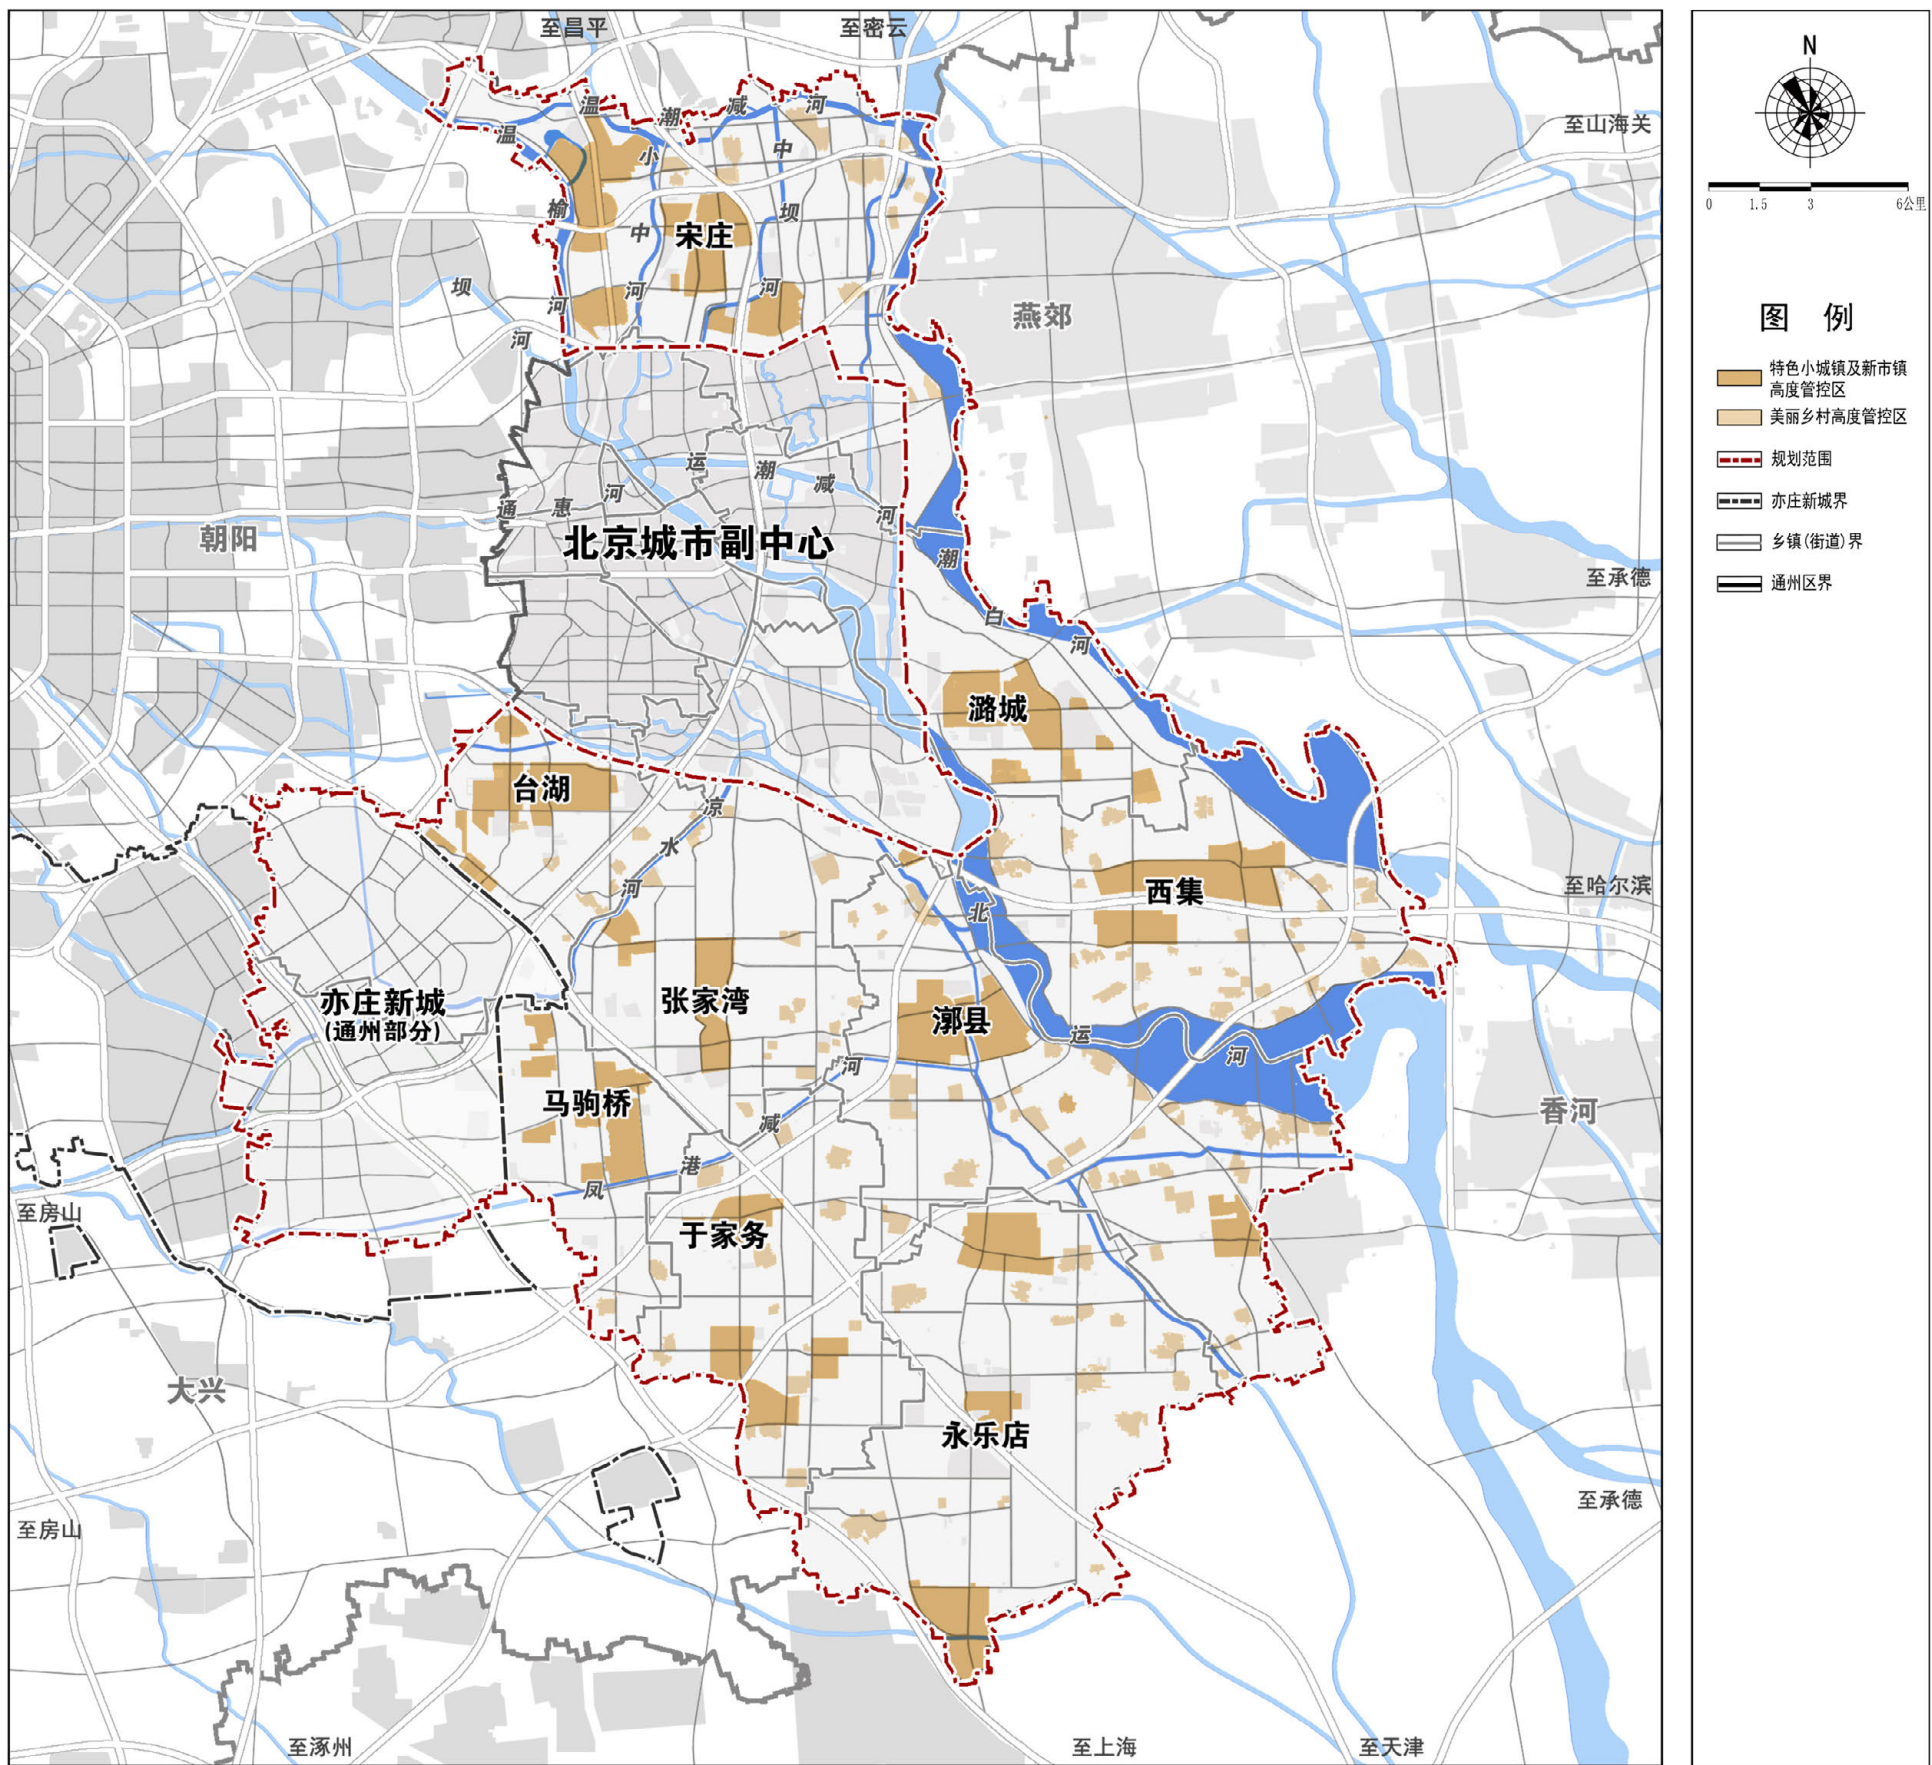 至昌平
至密云
N
温
潮
减
河
温
小
中
至山海关
榆
中
宋庄
坝
0 1.5 3 6公里
坝
河
河
河
河
燕郊
图 例
特色小城镇及新市镇
高度管控区
美丽乡村高度管控区
规划范围
亦庄新城界
乡镇(街道)界
通州区界
运
潮
减
河
通
惠
河
朝阳
北京城市副中心
潮
白
河
至承德
潞城
台湖
凉
水
河
西集
至哈尔滨
北
运
河
亦庄新城
(通州部分)
张家湾
漷县
马驹桥
河
减
港
凤
香河
至房山
于家务
大兴
永乐店
至房山
至承德
至涿州
至上海
至天津